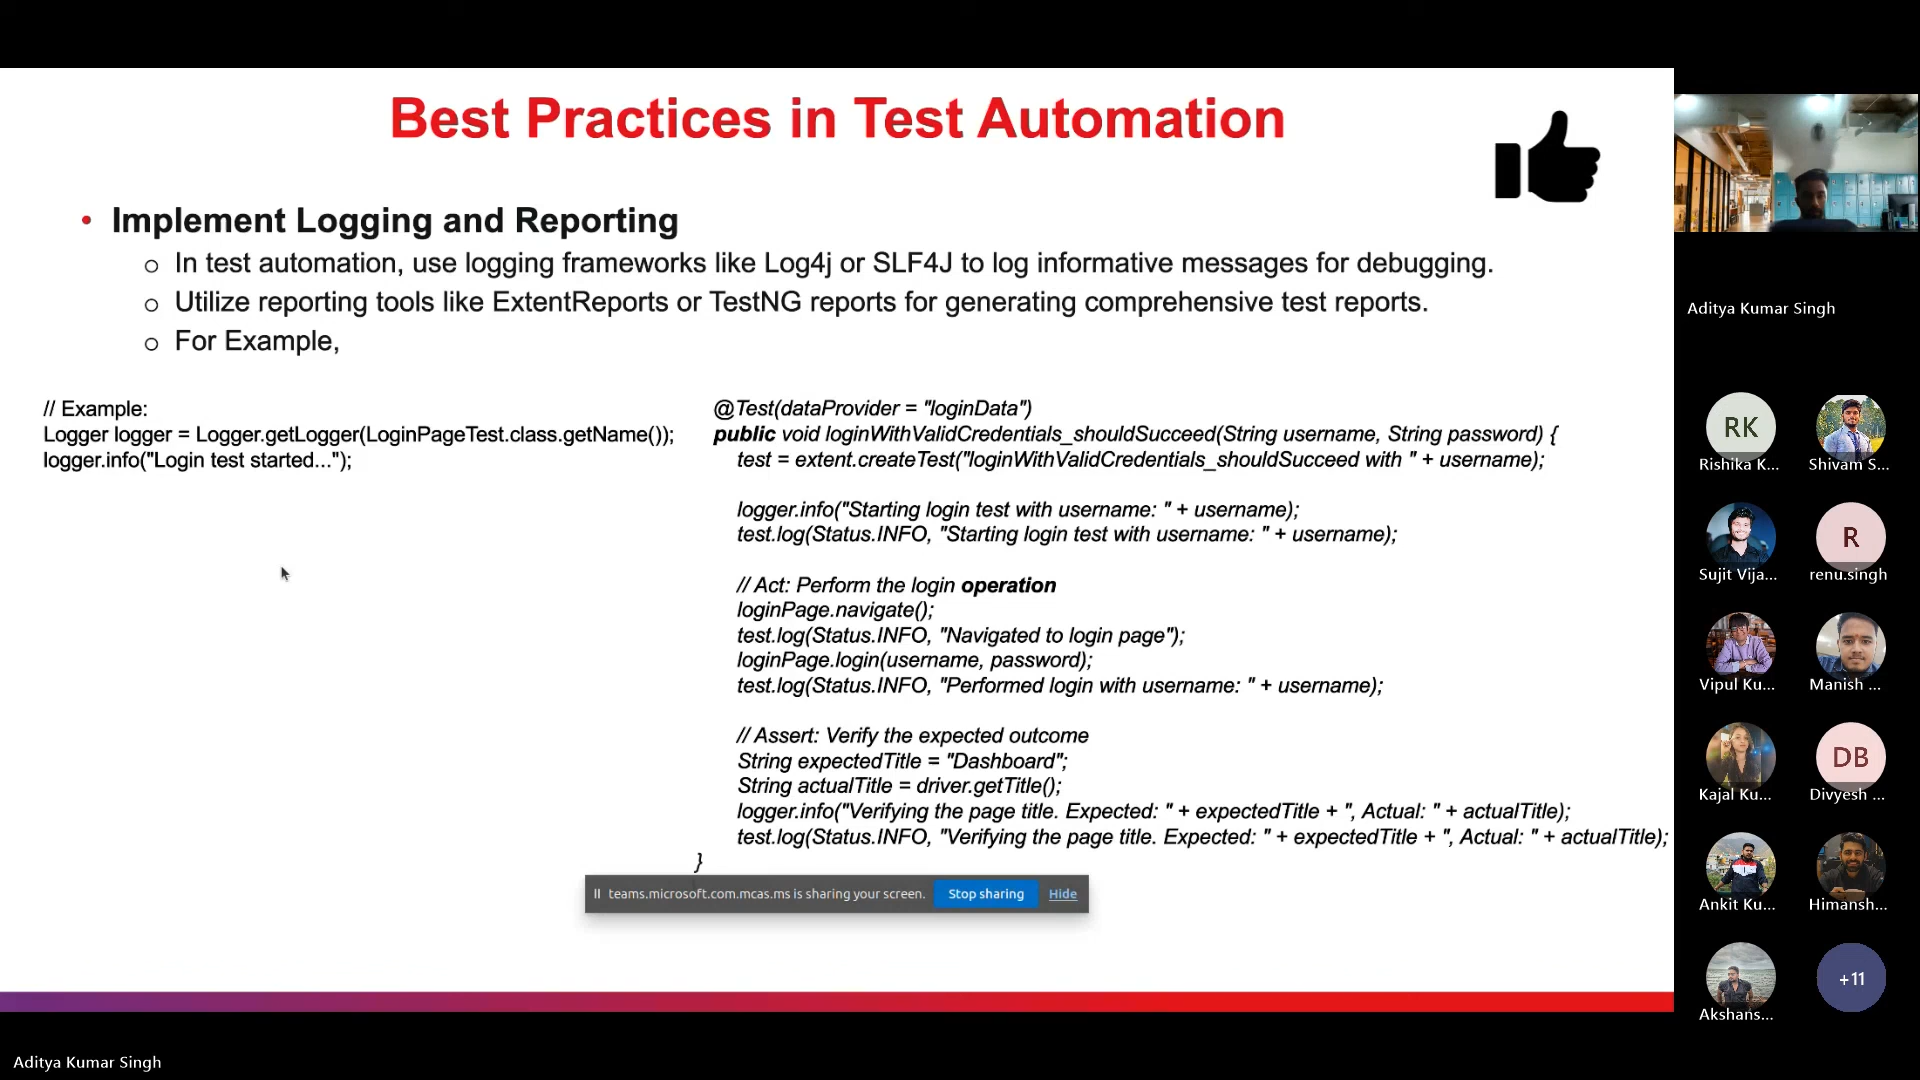 Best Practices in Test Automation
• Implement Logging and Reporting
o In test automation, use logging frameworks like Log4j or SLF4J to log informative messages for debugging.
o Utilize reporting tools like ExtentReports or TestNG reports for generating comprehensive test reports.
o For Example,
// Example:
Logger logger = Logger.getLogger(LoginPageTest.class.getName());
logger.info("Login test started...");
@Test(dataProvider = "loginData")
public void loginWithValidCredentials_shouldSucceed(String username, String password) {
test = extent.createTest("loginWithValidCredentials_shouldSucceed with " + username);
logger.info("Starting login test with username: " + username);
test.log(Status.INFO, "Starting login test with username: " + username);
// Act: Perform the login operation
loginPage.navigate();
test.log(Status.INFO, "Navigated to login page");
loginPage.login(username, password);
test.log(Status.INFO, "Performed login with username: " + username);
// Assert: Verify the expected outcome
String expectedTitle = "Dashboard";
String actualTitle = driver.getTitle();
logger.info("Verifying the page title. Expected: " + expectedTitle + ", Actual: " + actualTitle);
test.log(Status.INFO, "Verifying the page title. Expected: " + expectedTitle + ", Actual: " + actualTitle);
}
teams.microsoft.com.mcas.ms is sharing your screen. Stop sharing Hide
Aditya Kumar Singh
RK
Rishika K... Shivam S...
R
Sujit Vija... renu.singh
Vipul Ku... Manish ...
DB
Kajal Ku... Divyesh ...
Ankit Ku... Himansh...
+11
Akshans...
Aditya Kumar Singh